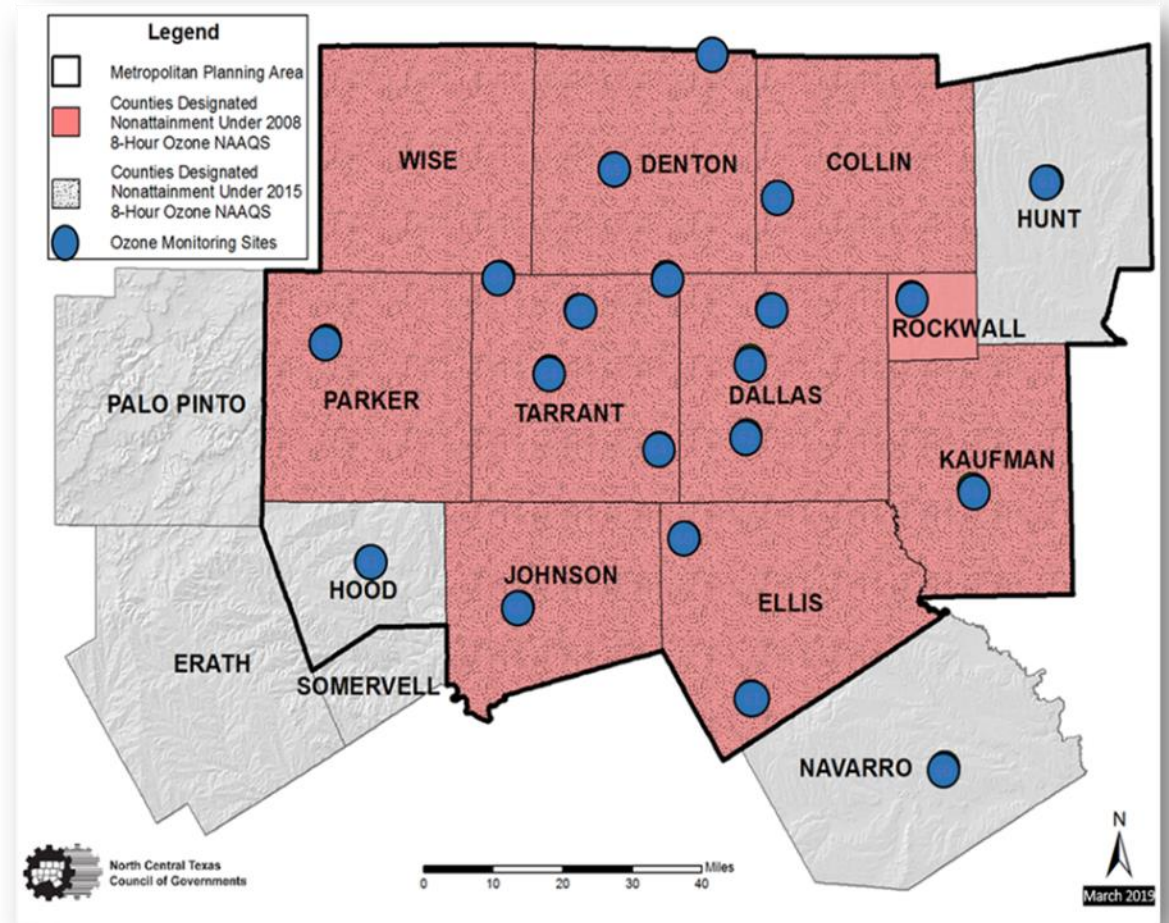 Legend
Metropolitan Planning Area
Counties Designated
Nonattainment Under 2008
8-Hour Ozone NAAQS
Counties Designated
Nonattainment Under 2015
8-Hour Ozone NAAQS
Ozone Monitoring Sites
WISE
DENTON
COLLIN
HUNT
ROCKWALL
PALO PINTO
PARKER
TARRANT
DALLAS
KAUFMAN
HOOD
JOHNSON
ELLIS
ERATH
SOMERVELL
NAVARRO
North Central Texas
Council of Governments
Miles
0 10 20 30 40
N
March 2019